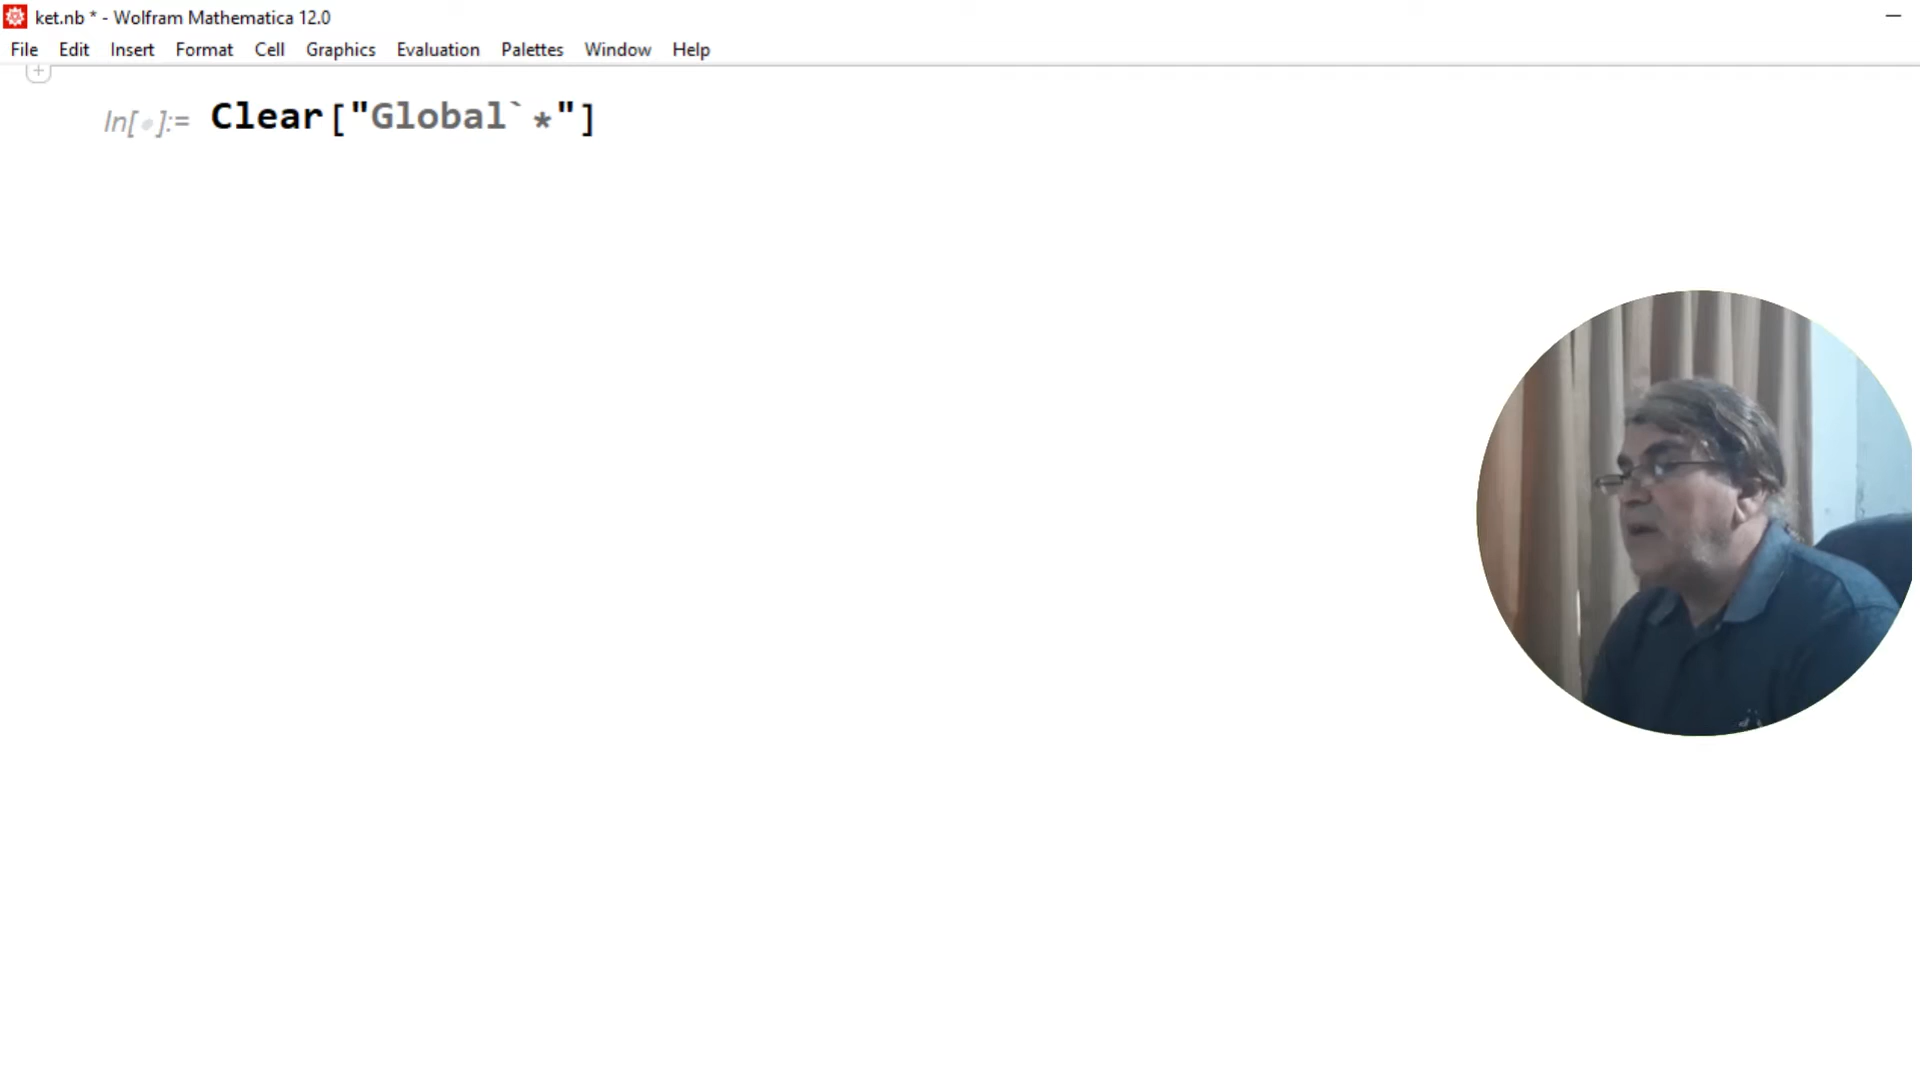 ket.nb * - Wolfram Mathematica 12.0
File Edit Insert Format Cell Graphics Evaluation Palettes Window Help
In[•]:= Clear["Global`*"]